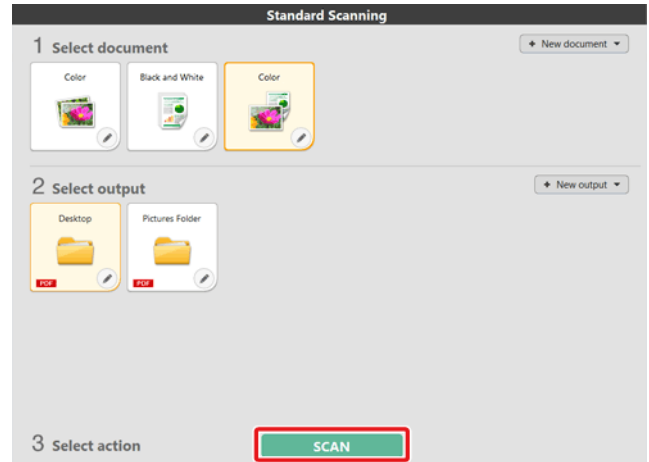 Standard Scanning
1 Select document
+ New document
Color
Black and White
Color
2 Select output
+ New output
Desktop
Pictures Folder
PDF
PDF
3 Select action
SCAN